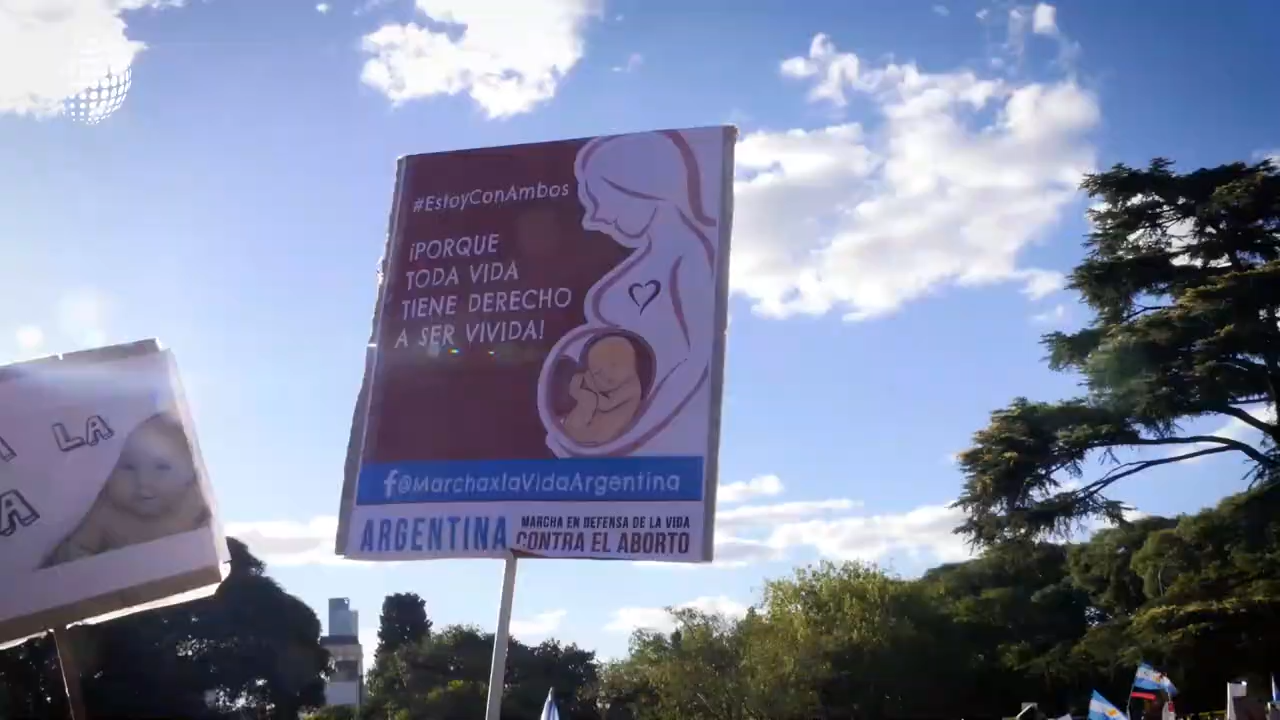 #EstoyConAmbos
¡PORQUE
TODA VIDA
TIENE DERECHO
A SER VIVIDA!
f@MarchaxlaVidaArgentina
ARGENTINA
MARCHA EN DEFENSA DE LA VIDA
CONTRA EL ABORTO
LA